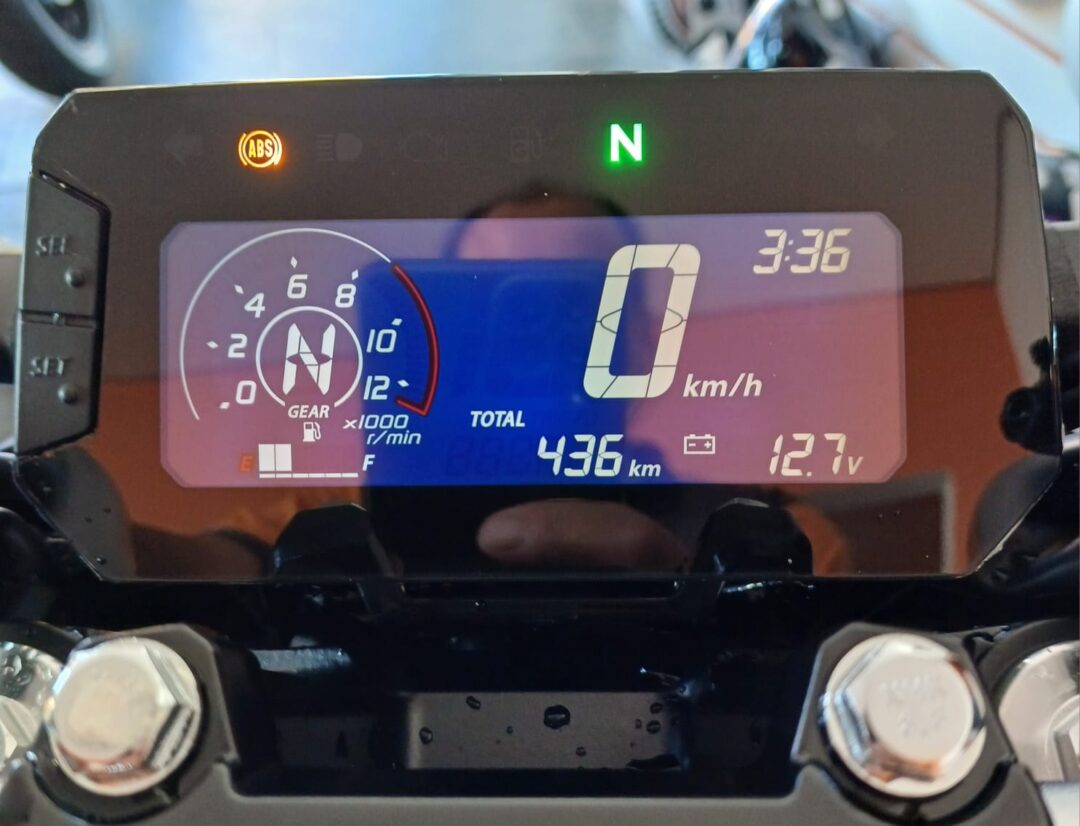 ABS
N
SEL
SET
3:36
0 km/h
0
2
4
6
8
10
12
N
GEAR
x1000
r/min
E
F
TOTAL
436 km
12.7 v